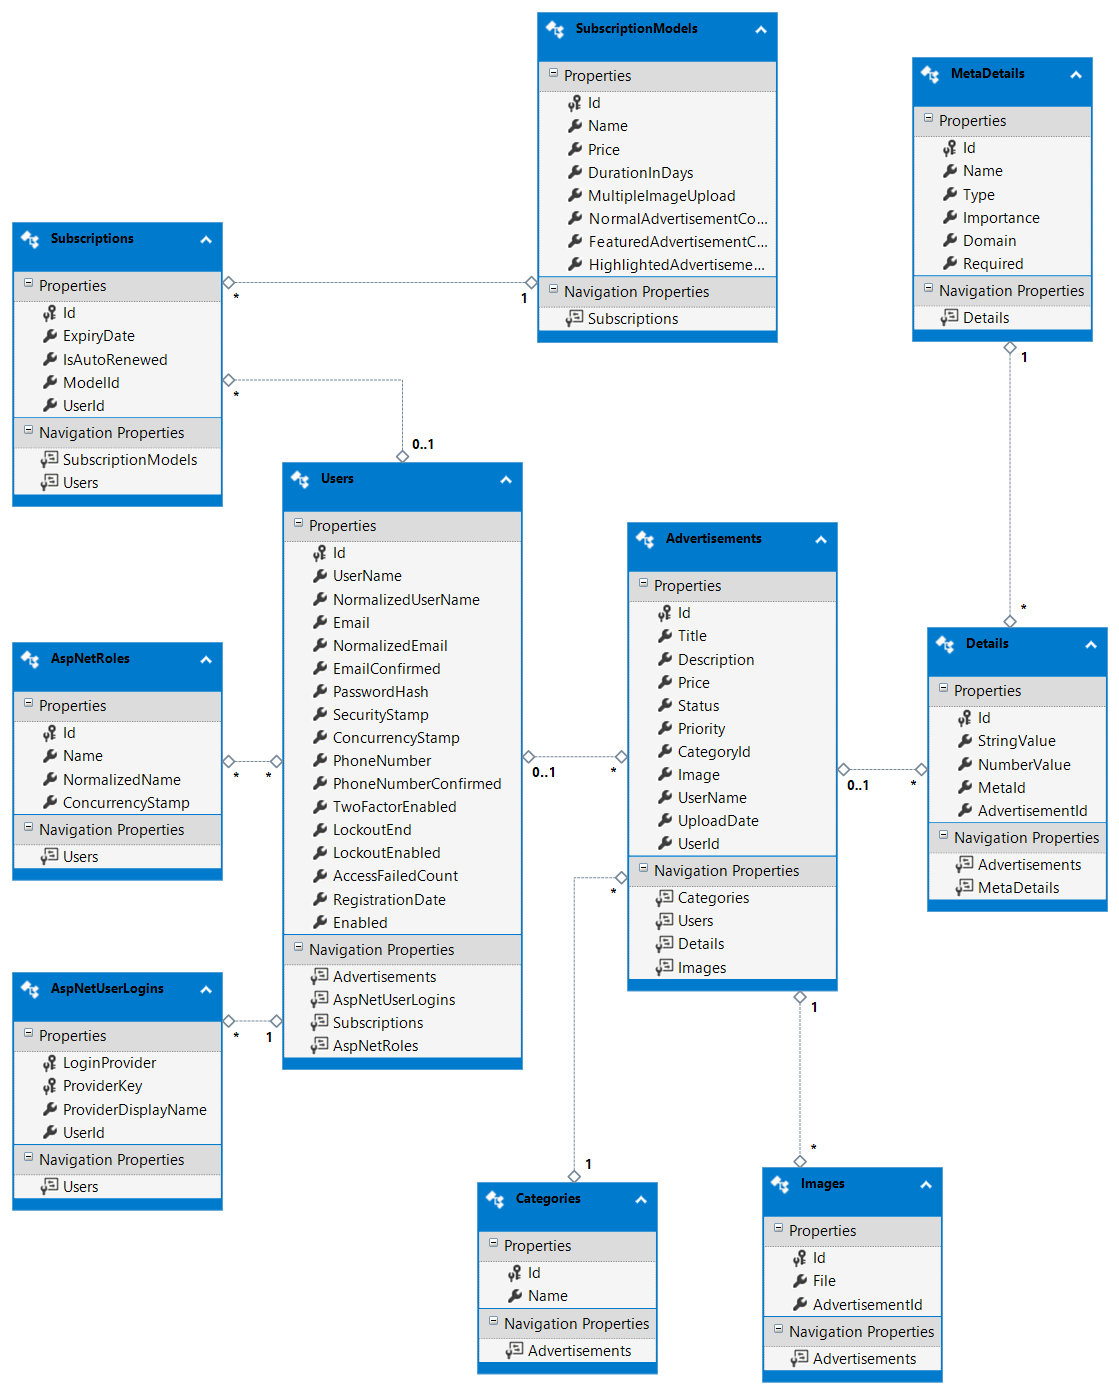 SubscriptionModels
Properties
Id
Name
Price
DurationInDays
MultipleImageUpload
NormalAdvertisementCo...
FeaturedAdvertisementC...
HighlightedAdvertiseme...
Navigation Properties
Subscriptions
MetaDetails
Properties
Id
Name
Type
Importance
Domain
Required
Navigation Properties
Details
Subscriptions
Properties
Id
ExpiryDate
IsAutoRenewed
ModelId
UserId
Navigation Properties
SubscriptionModels
Users
*
1
*
0..1
1
*
Users
Properties
Id
UserName
NormalizedUserName
Email
NormalizedEmail
EmailConfirmed
PasswordHash
SecurityStamp
ConcurrencyStamp
PhoneNumber
PhoneNumberConfirmed
TwoFactorEnabled
LockoutEnd
LockoutEnabled
AccessFailedCount
RegistrationDate
Enabled
Navigation Properties
Advertisements
AspNetUserLogins
Subscriptions
AspNetRoles
Advertisements
Properties
Id
Title
Description
Price
Status
Priority
CategoryId
Image
UserName
UploadDate
UserId
Navigation Properties
Categories
Users
Details
Images
Details
Properties
Id
StringValue
NumberValue
MetaId
AdvertisementId
Navigation Properties
Advertisements
MetaDetails
AspNetRoles
Properties
Id
Name
NormalizedName
ConcurrencyStamp
Navigation Properties
Users
*
*
0..1
*
0..1
*
AspNetUserLogins
Properties
LoginProvider
ProviderKey
ProviderDisplayName
UserId
Navigation Properties
Users
*
1
*
1
1
*
Categories
Properties
Id
Name
Navigation Properties
Advertisements
Images
Properties
Id
File
AdvertisementId
Navigation Properties
Advertisements